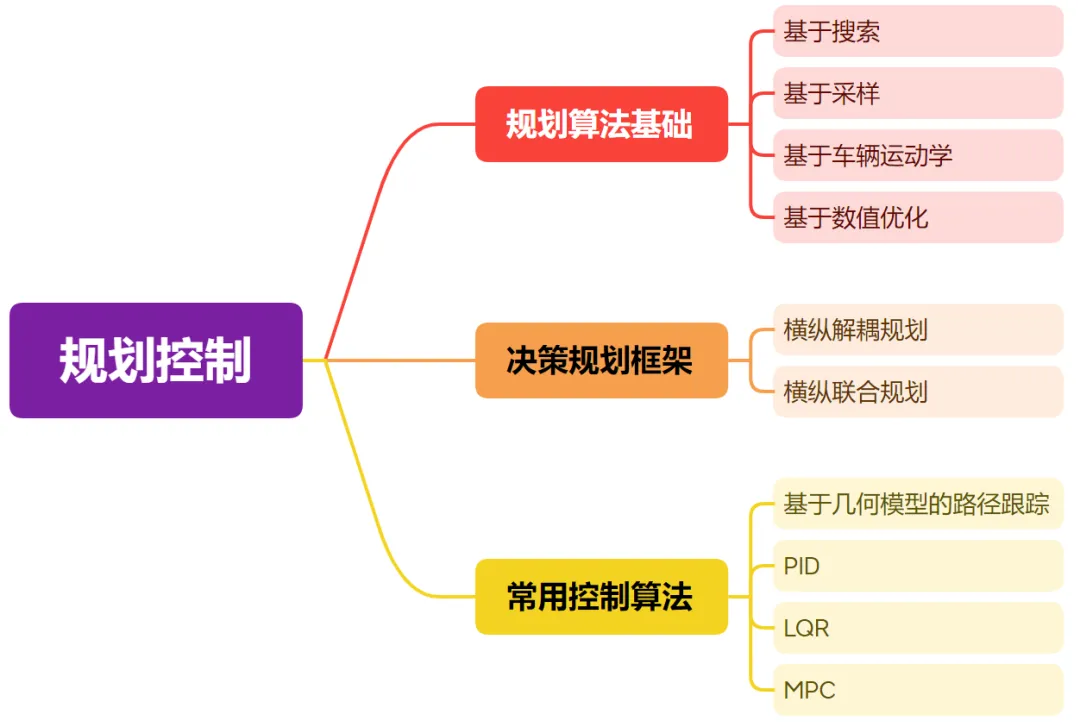 规划控制
规划算法基础
基于搜索
基于采样
基于车辆运动学
基于数值优化
决策规划框架
横纵解耦规划
横纵联合规划
常用控制算法
基于几何模型的路径跟踪
PID
LQR
MPC